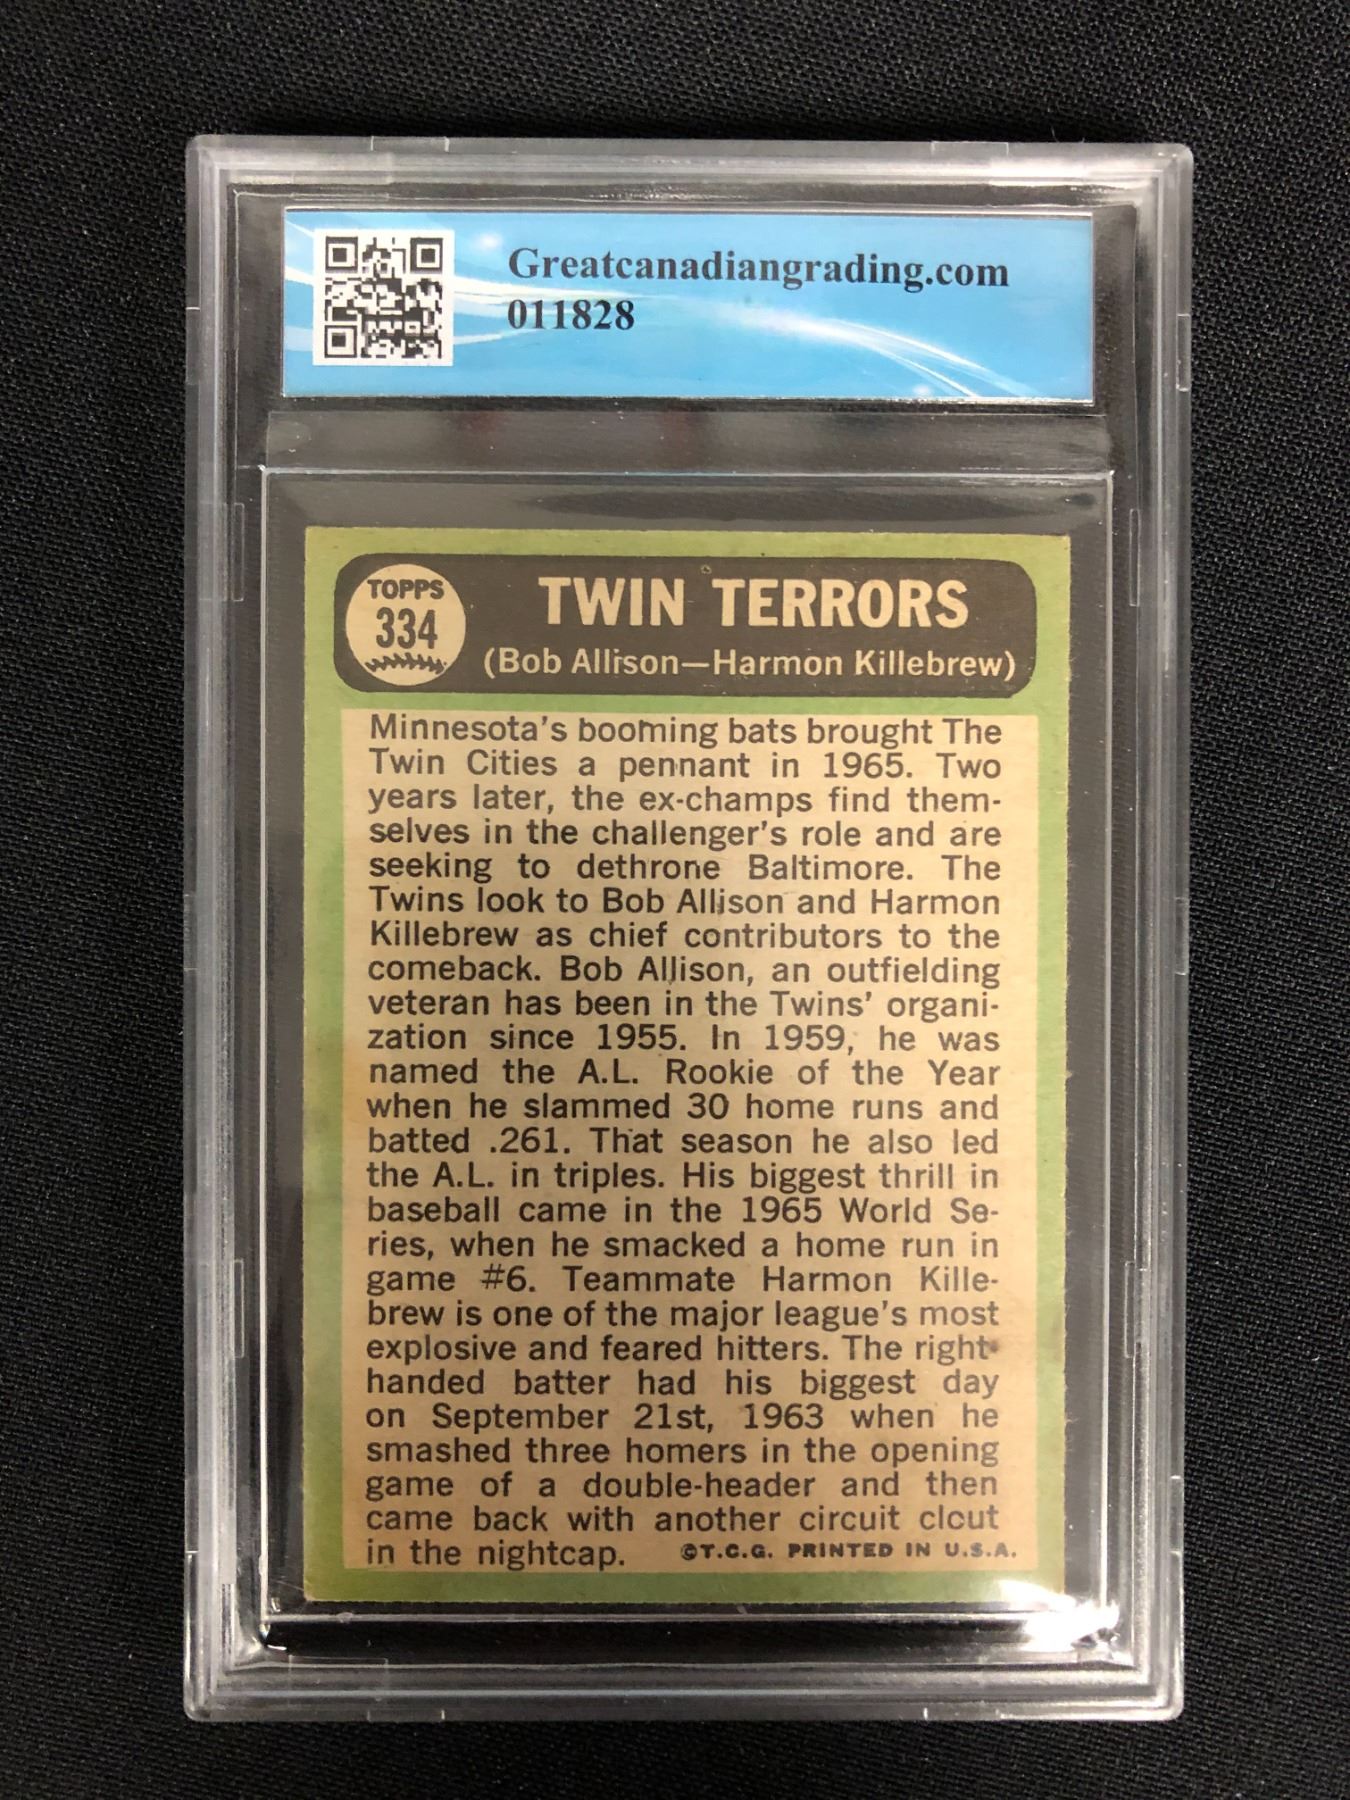 Greatcanadiangrading.com
011828
TOPPS
334
TWIN TERRORS
(Bob Allison—Harmon Killebrew)
Minnesota's booming bats brought The
Twin Cities a pennant in 1965. Two
years later, the ex-champs find them-
selves in the challenger's role and are
seeking to dethrone Baltimore. The
Twins look to Bob Allison and Harmon
Killebrew as chief contributors to the
comeback. Bob Allison, an outfielding
veteran has been in the Twins' organi-
zation since 1955. In 1959, he was
named the A.L. Rookie of the Year
when he slammed 30 home runs and
batted .261. That season he also led
the A.L. in triples. His biggest thrill in
baseball came in the 1965 World Se-
ries, when he smacked a home run in
game #6. Teammate Harmon Kille-
brew is one of the major league's most
explosive and feared hitters. The right-
handed batter had his biggest day
on September 21st, 1963 when he
smashed three homers in the opening
game of a double-header and then
came back with another circuit clout
in the nightcap. ©T.C.G. PRINTED IN U.S.A.